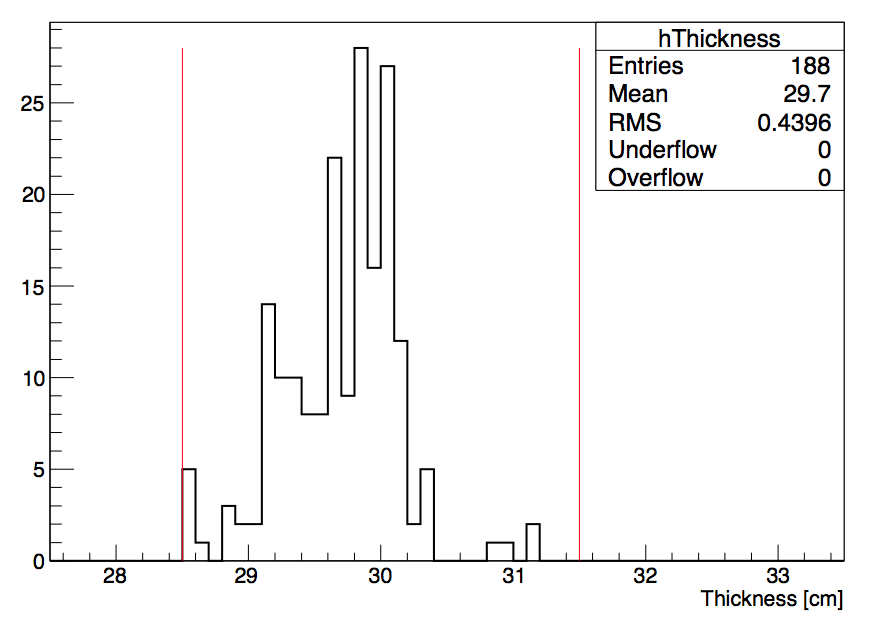 hThickness
Entries 188
Mean 29.7
RMS 0.4396
Underflow 0
Overflow 0
25
20
15
10
5
0
28 29 30 31 32 33
Thickness [cm]